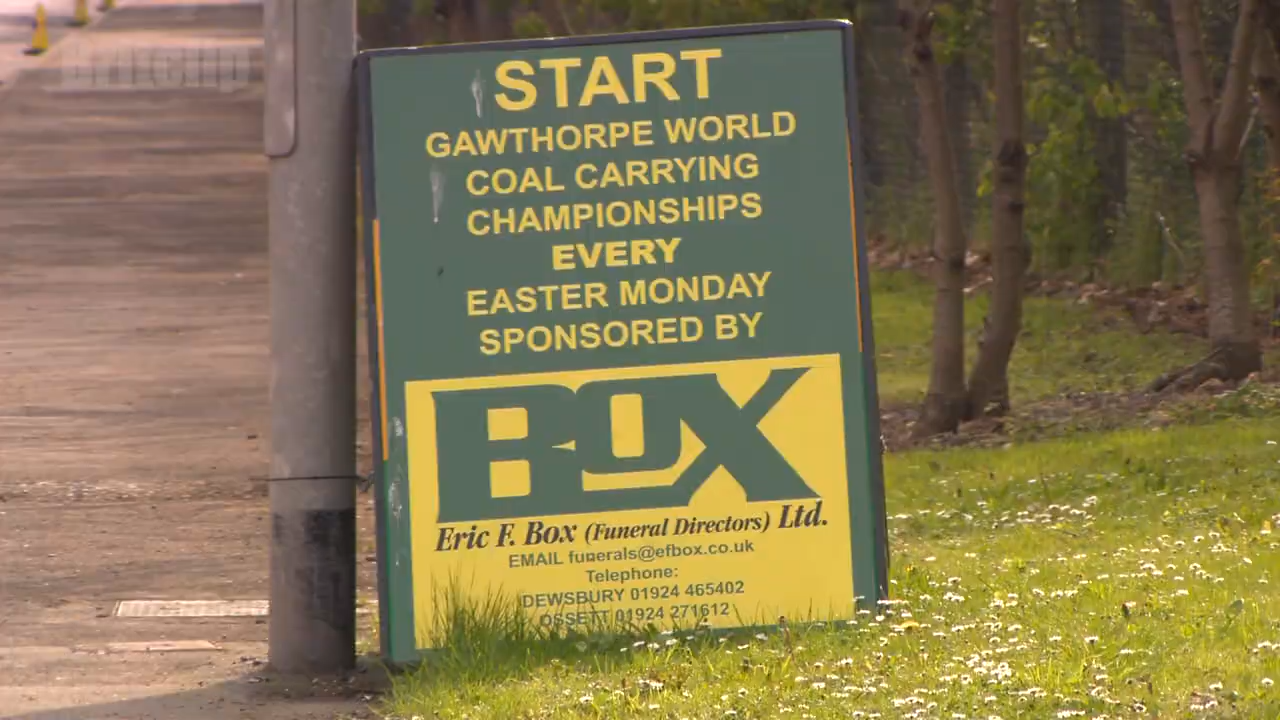 britclip
START
GAWTHORPE WORLD
COAL CARRYING
CHAMPIONSHIPS
EVERY
EASTER MONDAY
SPONSORED BY
BOX
Eric F. Box (Funeral Directors) Ltd.
EMAIL funerals@efbox.co.uk
Telephone:
DEWSBURY 01924 465402
OSSETT 01924 271612